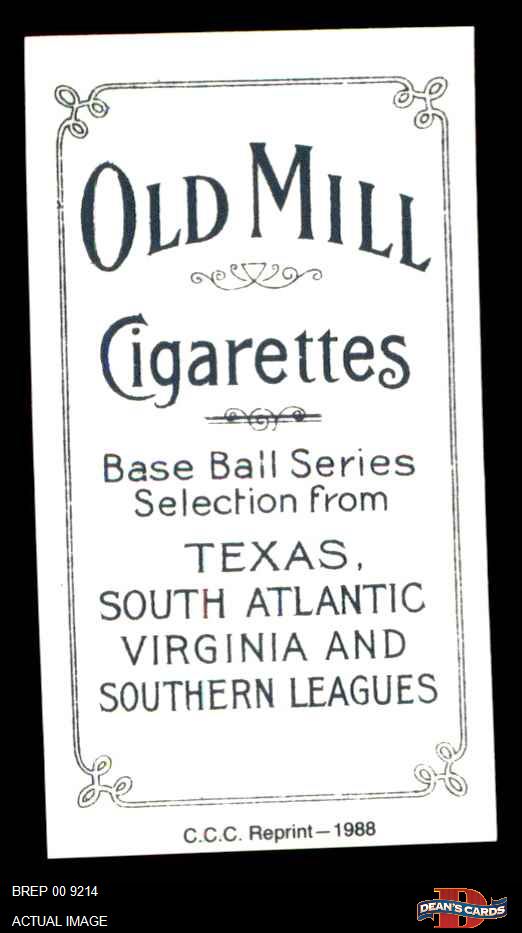 OLD MILL
Cigarettes
Base Ball Series
Selection from
TEXAS,
SOUTH ATLANTIC
VIRGINIA AND
SOUTHERN LEAGUES
C.C.C. Reprint—1988
BREP 00 9214
ACTUAL IMAGE
DEAN'S CARDS